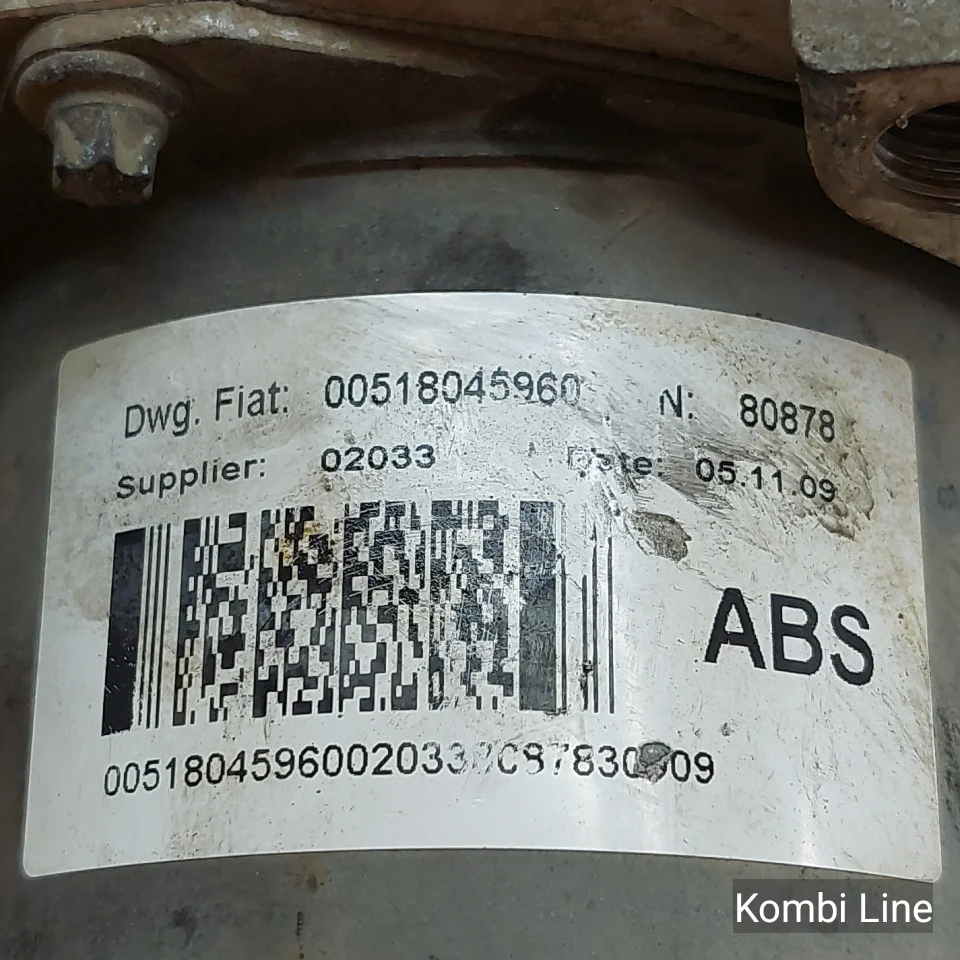 Dwg. Fiat: 00518045960 N: 80878
Supplier: 02033 Date: 05.11.09
ABS
Kombi Line